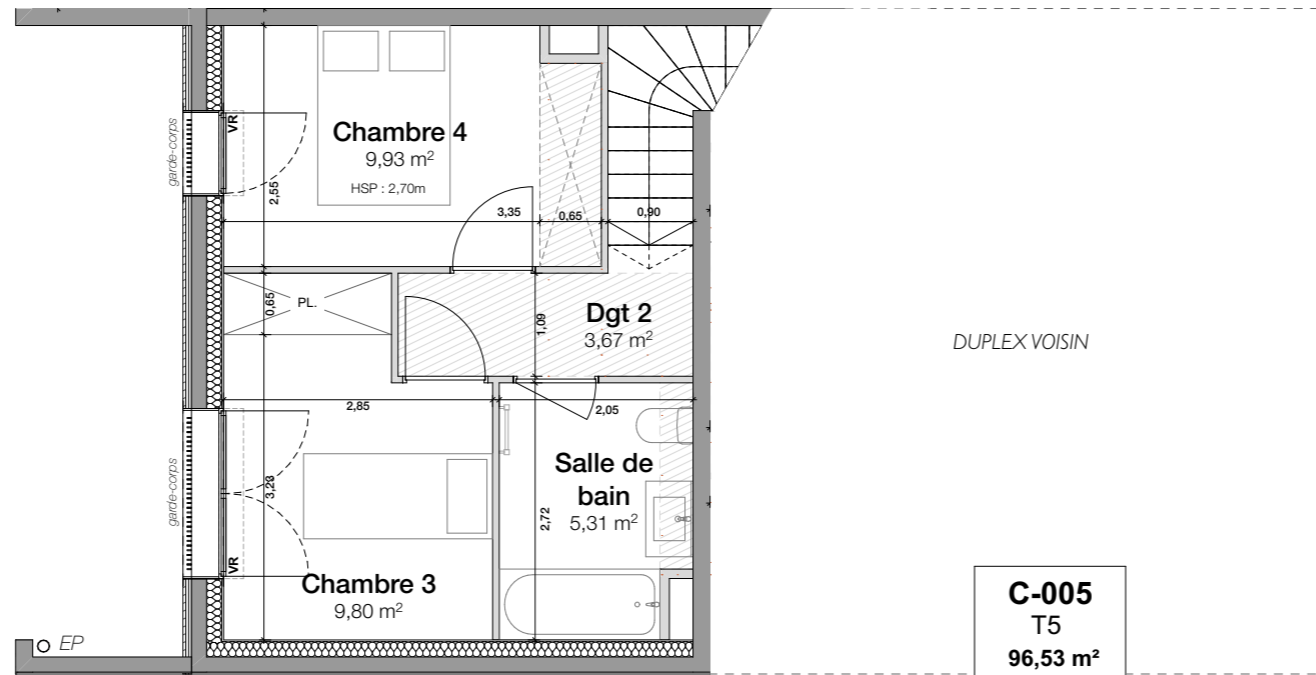 garde-corps
VR
Chambre 4
9,93 m²
HSP : 2,70m
2,55
3,35
0,65
0,90
0,65
PL.
1,09
Dgt 2
3,67 m²
DUPLEX VOISIN
2,85
2,05
garde-corps
3,29
VR
Salle de
bain
5,31 m²
2,72
Chambre 3
9,80 m²
EP
C-005
T5
96,53 m²